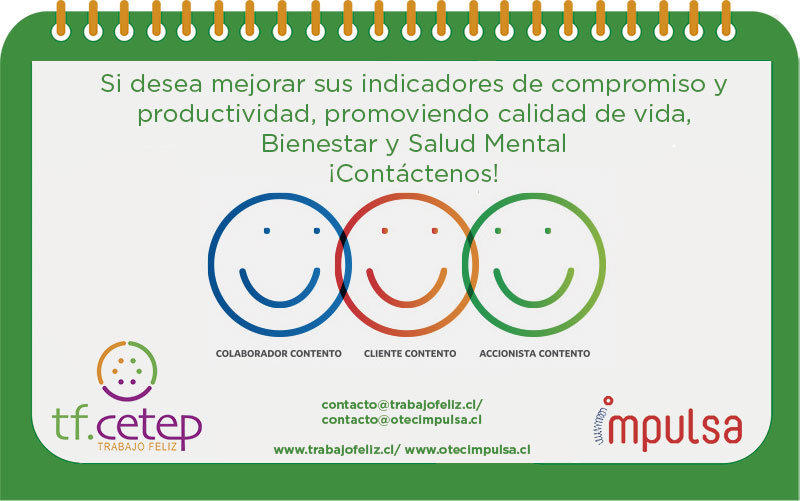 Si desea mejorar sus indicadores de compromiso y
productividad, promoviendo calidad de vida,
Bienestar y Salud Mental
¡Contáctenos!
COLABORADOR CONTENTO CLIENTE CONTENTO ACCIONISTA CONTENTO
tf.cetep
TRABAJO FELIZ
contacto@trabajofeliz.cl/
contacto@otecimpulsa.cl
www.trabajofeliz.cl/ www.otecimpulsa.cl
impulsa